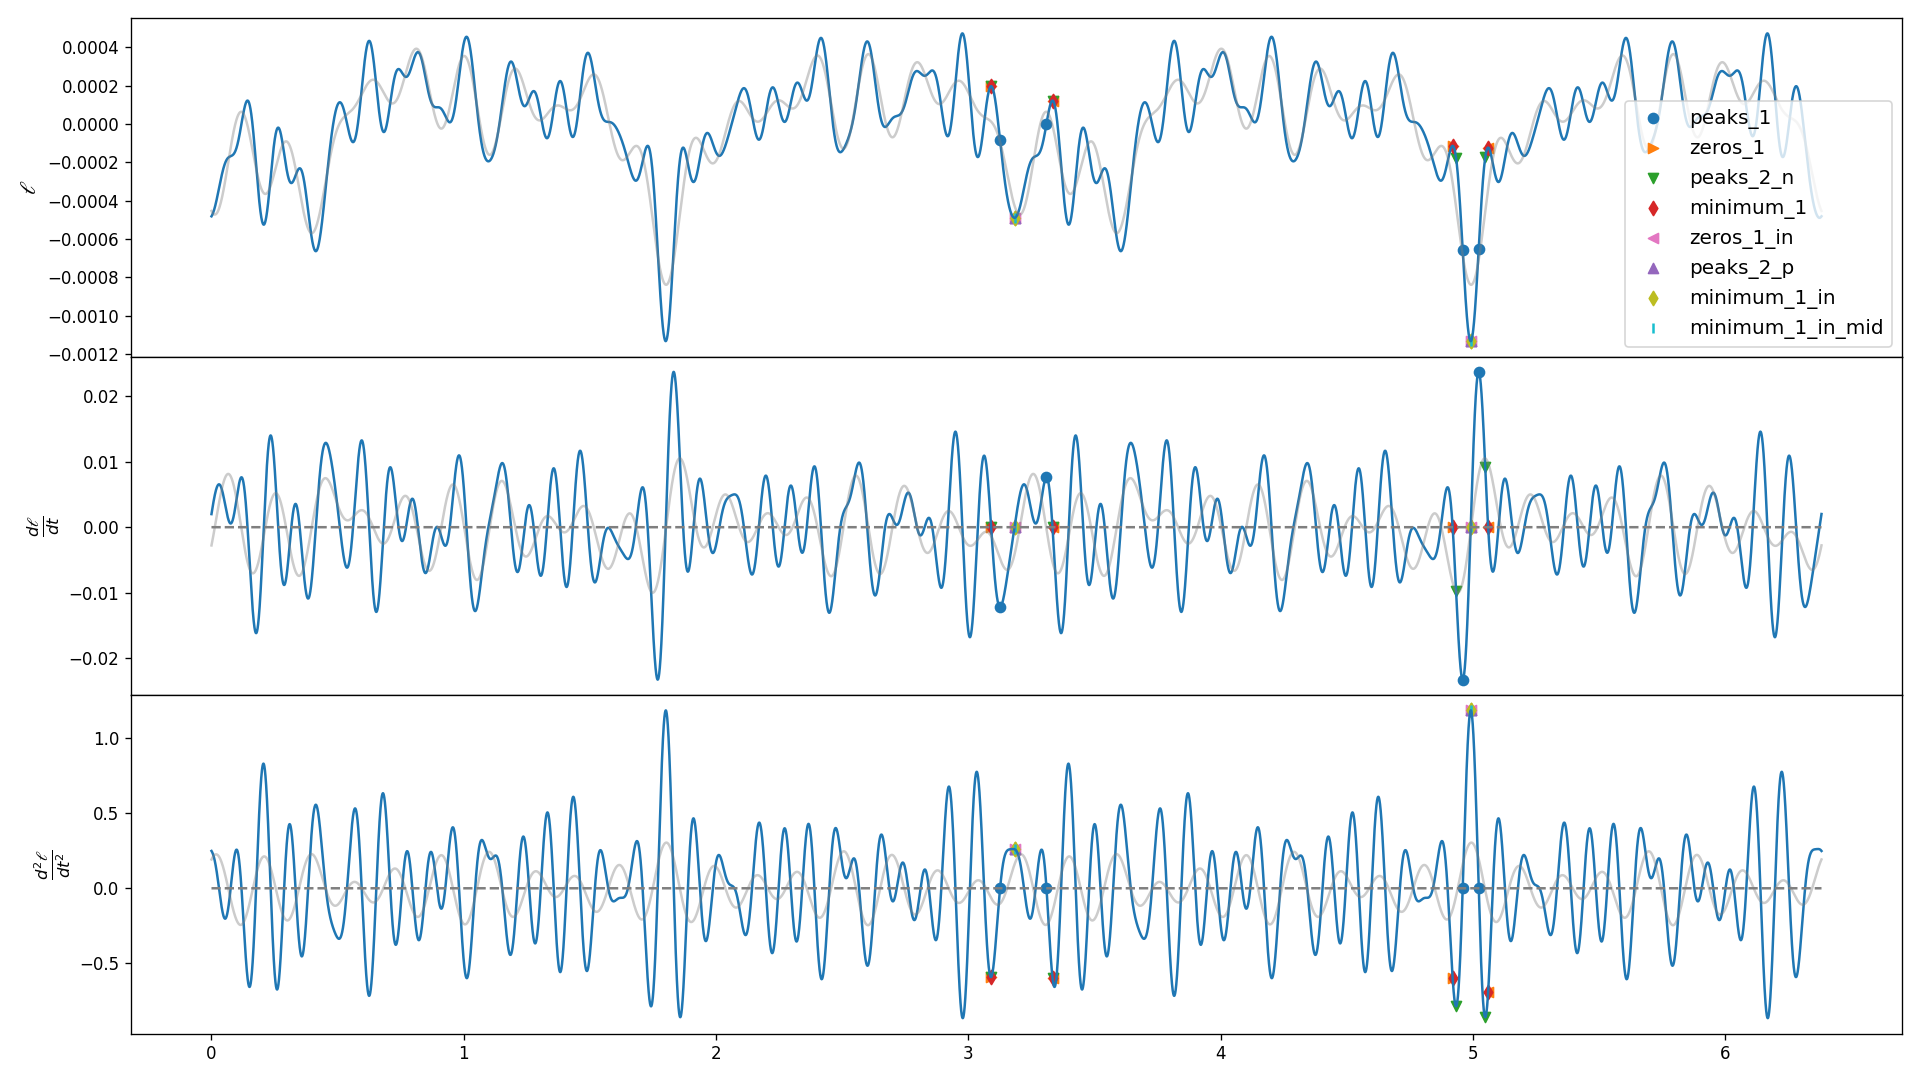 0.0004
0.0002
0.0000
−0.0002
−0.0004
−0.0006
−0.0008
−0.0010
−0.0012
ℓ
peaks_1
zeros_1
peaks_2_n
minimum_1
zeros_1_in
peaks_2_p
minimum_1_in
minimum_1_in_mid
0.02
0.01
0.00
−0.01
−0.02
dℓ
dt
1.0
0.5
0.0
−0.5
d²ℓ
dt²
0 1 2 3 4 5 6